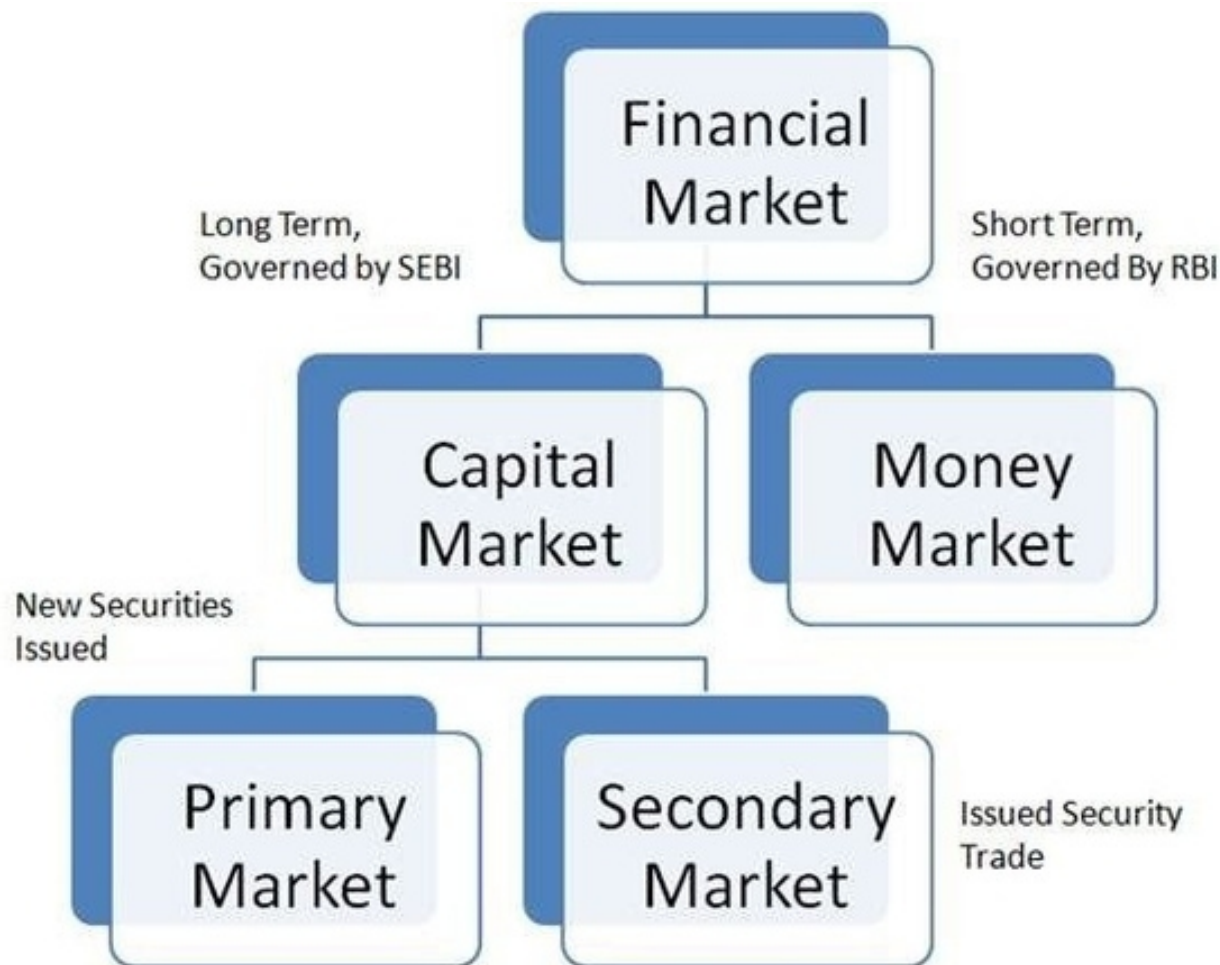 Financial
Market
Long Term,
Governed by SEBI
Short Term,
Governed By RBI
Capital
Market
Money
Market
New Securities
Issued
Primary
Market
Secondary
Market
Issued Security
Trade